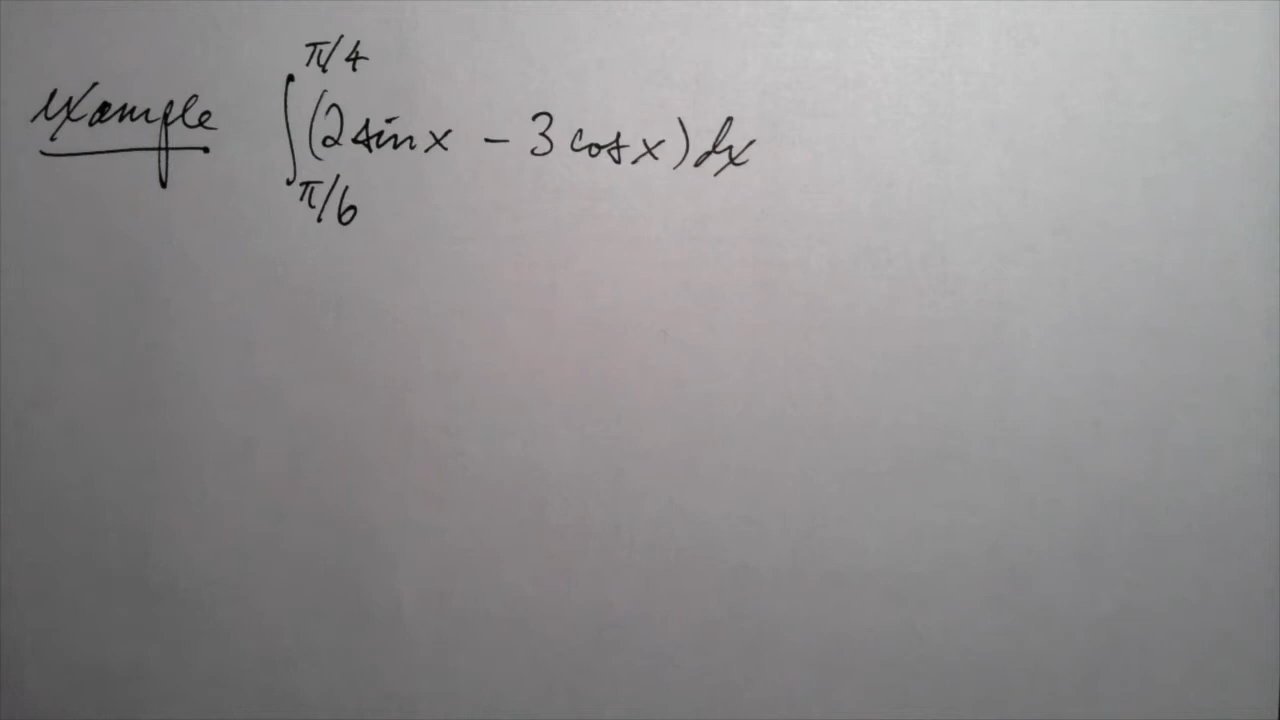 example ∫_{π/6}^{π/4} (2 sin x - 3 cos x) dx